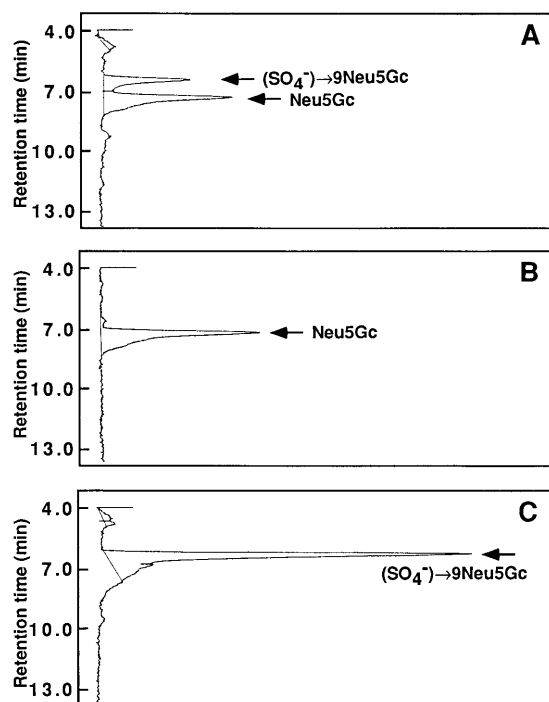 A
Retention time (min)
4.0
7.0
10.0
13.0
(SO₄⁻)→9Neu5Gc
Neu5Gc
B
Retention time (min)
4.0
7.0
10.0
13.0
Neu5Gc
C
Retention time (min)
4.0
7.0
10.0
13.0
(SO₄⁻)→9Neu5Gc